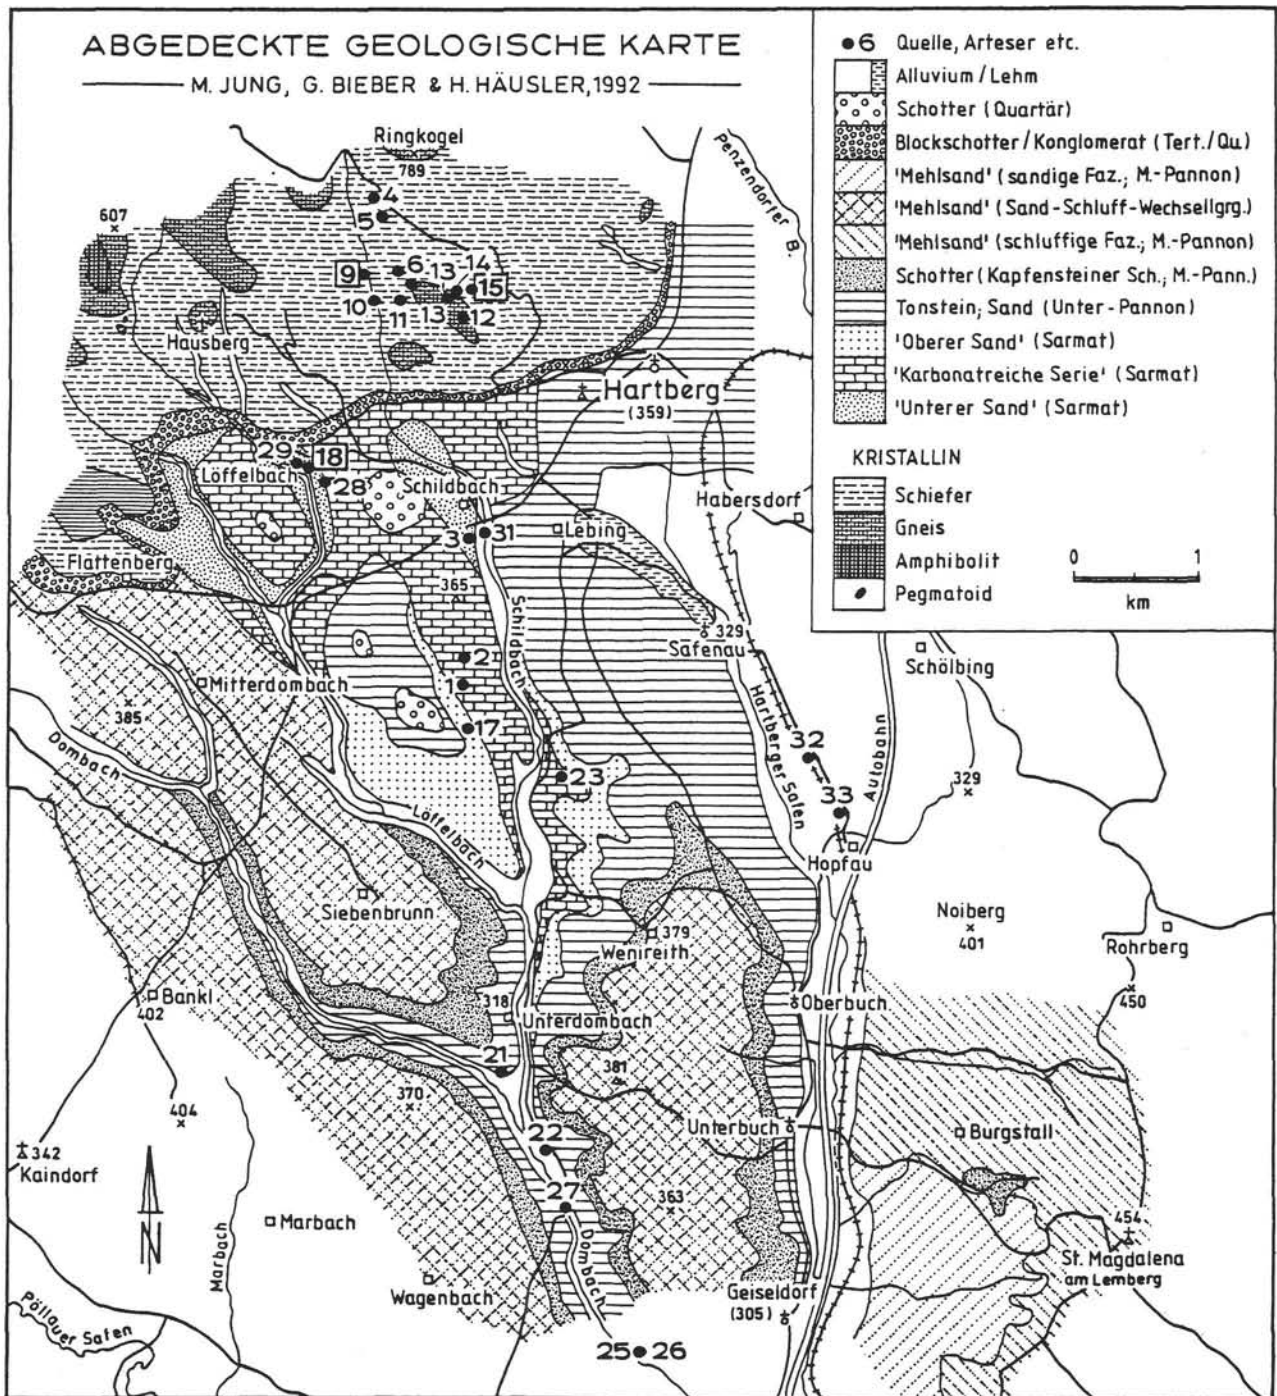 ABGEDECKTE GEOLOGISCHE KARTE
M. JUNG, G. BIEBER & H. HÄUSLER, 1992
●6 Quelle, Arteser etc.
Alluvium / Lehm
Schotter (Quartär)
Blockschotter/Konglomerat (Tert./Qu.)
'Mehlsand' (sandige Faz.; M.-Pannon)
'Mehlsand' (Sand-Schluff-Wechsellgrg.)
'Mehlsand' (schluffige Faz.; M.-Pannon)
Schotter (Kapfensteiner Sch.; M.-Pann.)
Tonstein; Sand (Unter-Pannon)
'Oberer Sand' (Sarmat)
'Karbonatreiche Serie' (Sarmat)
'Unterer Sand' (Sarmat)
KRISTALLIN
Schiefer
Gneis
Amphibolit
Pegmatoid
0 1
km
Ringkogel
789
Penzendorfer B.
607
4
5
6
9
13
14
15
10
11
13
12
Hausberg
Hartberg
(359)
29
18
Löffelbach
28
Schildbach
Habersdorf
3
31
Lebing
Flattenberg
365
Schildbach
329
Safenau
Schölbing
2
Mitterdombach
1
385
17
Hartberger Safen
32
Autobahn
Dombach
23
329
33
Löffelbach
Hopfau
Siebenbrunn
Noiberg
401
379
Wenireith
Rohrberg
450
Bankl
402
318
Unterdombach
Oberbuch
21
381
370
404
Unterbuch
Burgstall
22
342
Kaindorf
27
363
Marbach
454
St. Magdalena
am Lemberg
N
Marbach
Dombach
Wagenbach
Geiseldorf
(305)
Pöllauer Safen
25 26